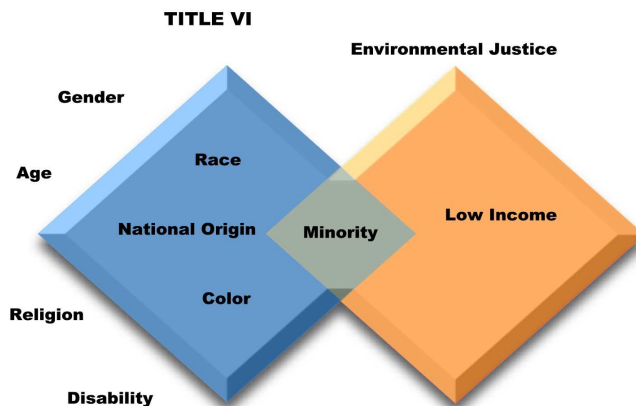 TITLE VI
Environmental Justice
Gender
Race
Age
National Origin
Minority
Low Income
Color
Religion
Disability